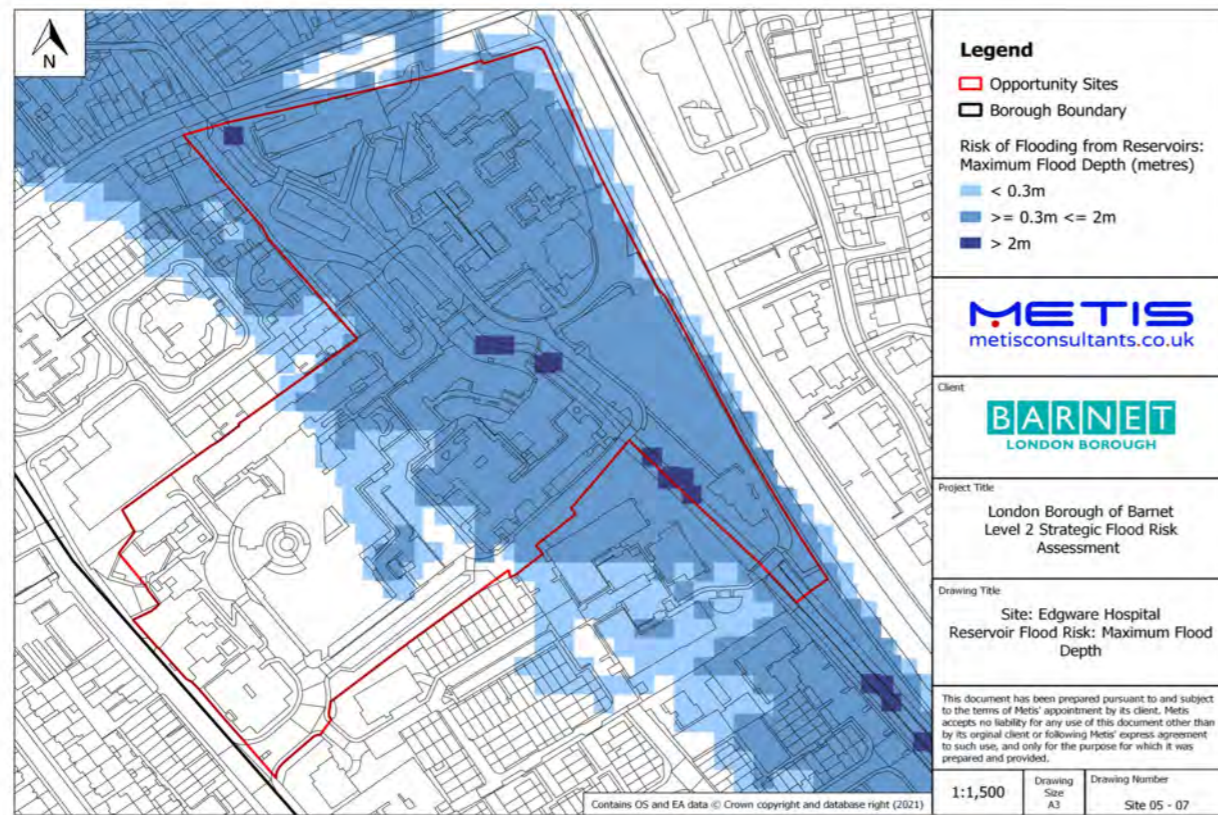 N
Legend
Opportunity Sites
Borough Boundary
Risk of Flooding from Reservoirs:
Maximum Flood Depth (metres)
< 0.3m
>= 0.3m <= 2m
> 2m
METIS
metisconsultants.co.uk
Client
BARNET
LONDON BOROUGH
Project Title
London Borough of Barnet
Level 2 Strategic Flood Risk
Assessment
Drawing Title
Site: Edgware Hospital
Reservoir Flood Risk: Maximum Flood
Depth
This document has been prepared pursuant to and subject
to the terms of Metis' appointment by its client. Metis
accepts no liability for any use of this document other than
by its orginal client or following Metis' express agreement
to such use, and only for the purpose for which it was
prepared and provided.
1:1,500
Drawing
Size
A3
Drawing Number
Site 05 - 07
Contains OS and EA data © Crown copyright and database right (2021)